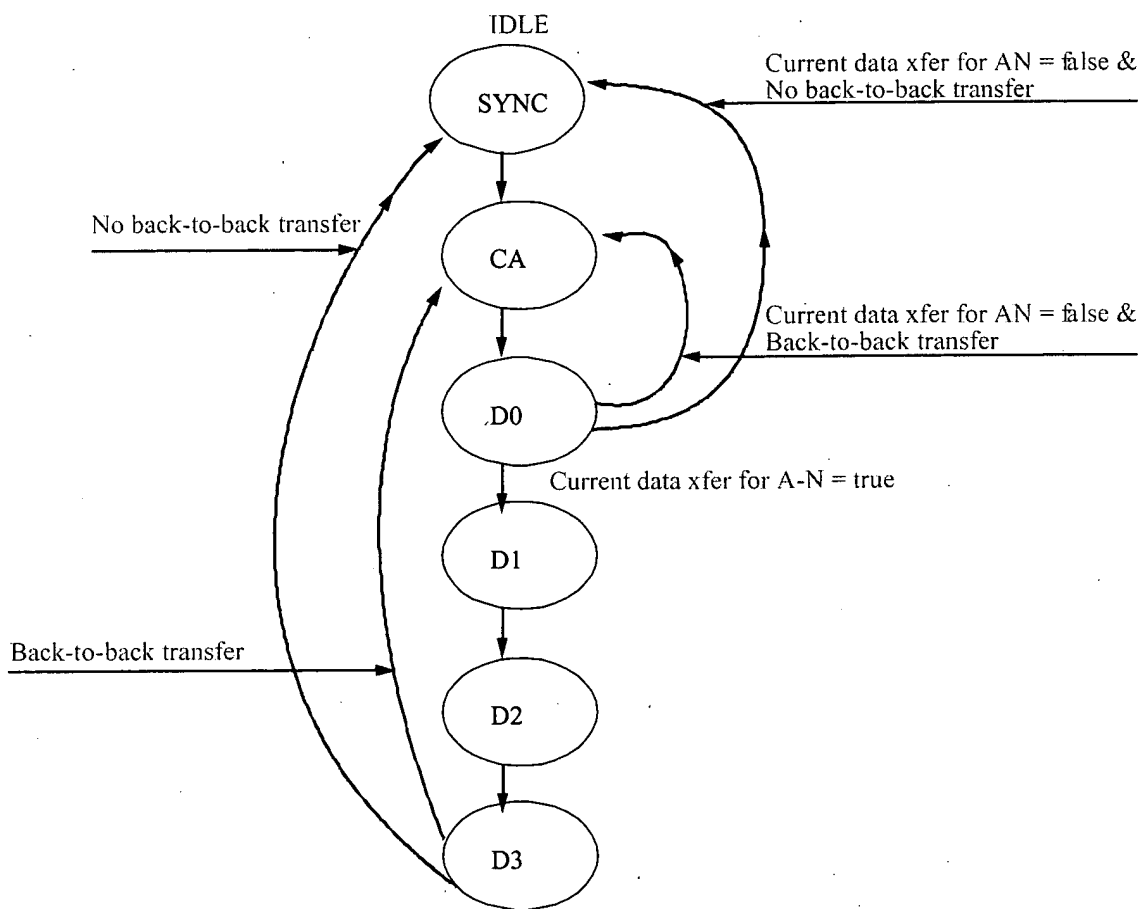 IDLE
SYNC
Current data xfer for AN = false &
No back-to-back transfer
No back-to-back transfer
CA
Current data xfer for AN = false &
Back-to-back transfer
D0
Current data xfer for A-N = true
D1
Back-to-back transfer
D2
D3